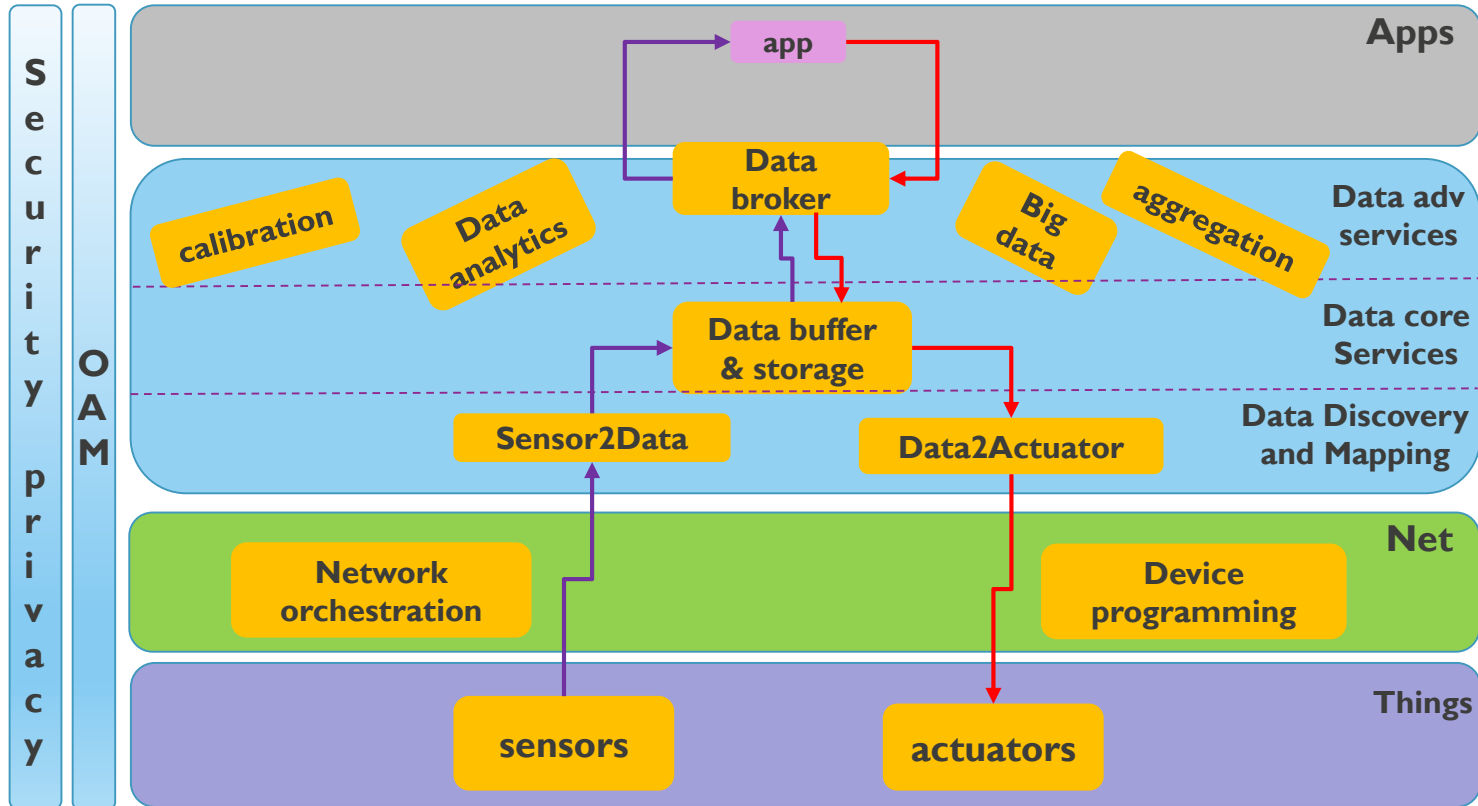 Security privacy
OAM
Apps
app
Data
broker
calibration
Data
analytics
Big
data
aggregation
Data adv
services
Data buffer
& storage
Data core
Services
Sensor2Data
Data2Actuator
Data Discovery
and Mapping
Net
Network
orchestration
Device
programming
Things
sensors
actuators